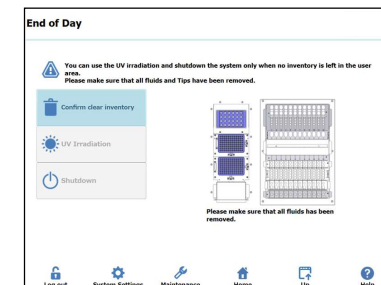 End of Day
You can use the UV irradiation and shutdown the system only when no inventory is left in the user
area.
Please make sure that all fluids and Tips have been removed.
Confirm clear inventory
UV Irradiation
Shutdown
Please make sure that all fluids has been
removed.
Log out System Settings Maintenance Home Up Help